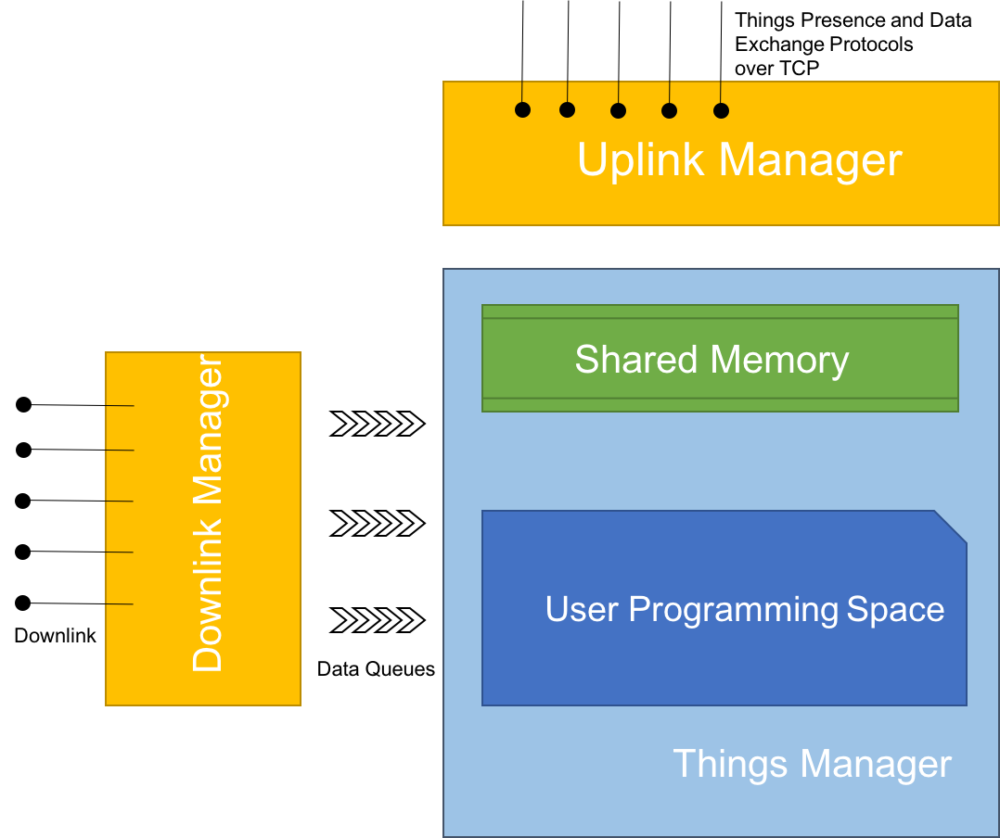 Things Presence and Data
Exchange Protocols
over TCP
Uplink Manager
Shared Memory
Downlink Manager
User Programming Space
Downlink
Data Queues
Things Manager